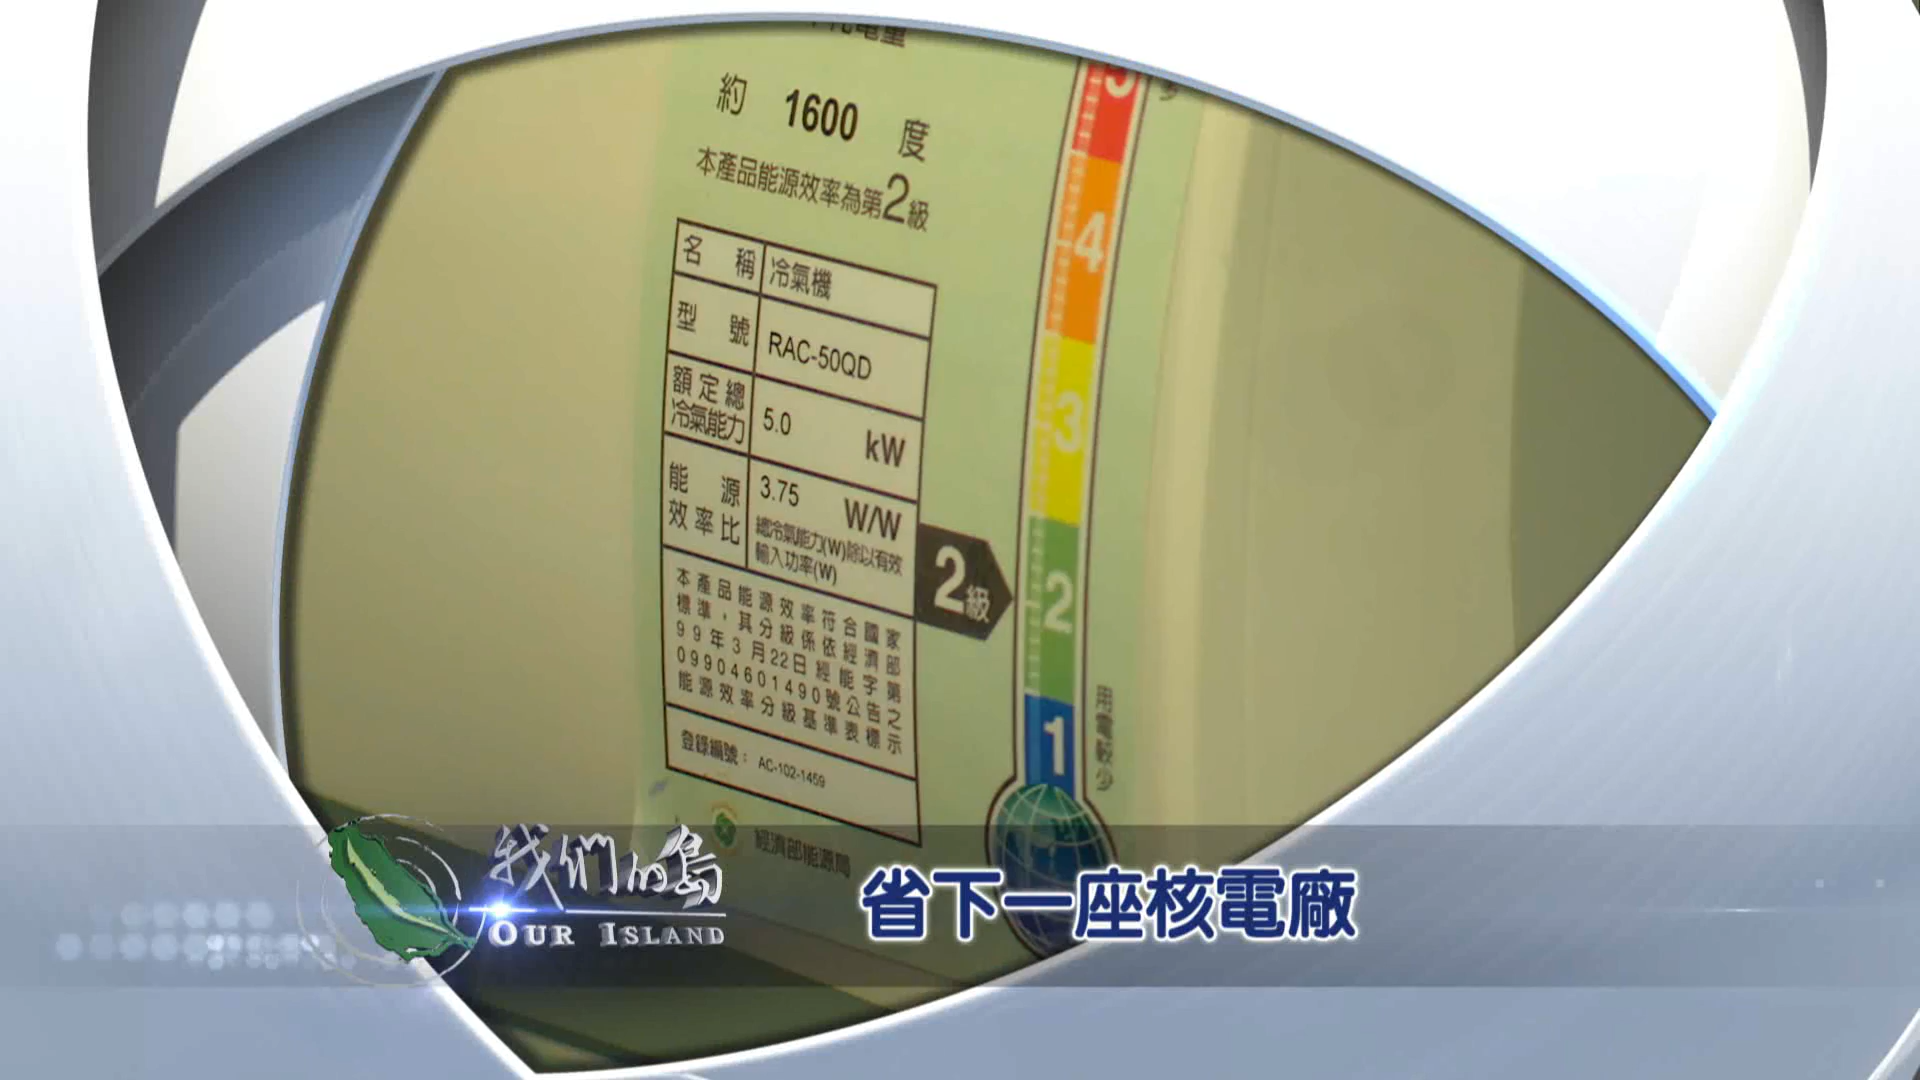 約 1600 度
本產品能源效率為第2級
名稱 冷氣機
型號 RAC-50QD
額定總冷氣能力 5.0 kW
能源效率比 3.75 W/W
總冷氣能力(W)除以有效
輸入功率(W)
本產品能源效率符合國家
標準,其分級係依經濟部
99年3月22日經能字第
09904601490號公告之
能源效率分級基準表標示
登錄編號: AC-102-1459
經濟部能源局
5
4
3
2級
2
1
用電較少
我們的島
OUR ISLAND
省下一座核電廠